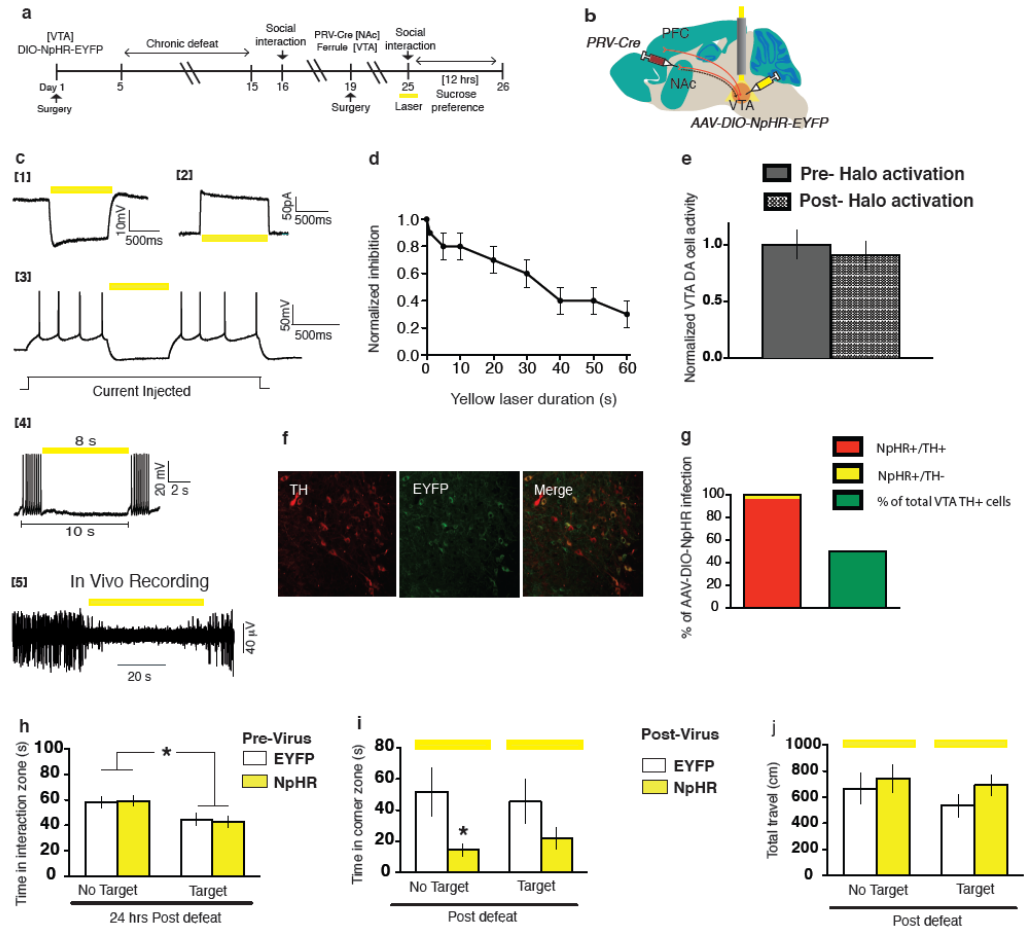 a
[VTA]
DIO-NpHR-EYFP
Chronic defeat
Social
interaction
PRV-Cre [NAc]
Ferrule [VTA]
Social
interaction
Day 1
5
15
16
19
25
26
Surgery
Surgery
Laser
[12 hrs]
Sucrose
preference
b
PRV-Cre
PFC
NAc
VTA
AAV-DIO-NpHR-EYFP
c
[1]
10mV
500ms
[2]
50pA
500ms
[3]
50mV
500ms
Current Injected
[4]
8 s
20 mV
2 s
10 s
[5]
In Vivo Recording
40 µV
20 s
d
Normalized inhibition
1.0
0.8
0.6
0.4
0.2
0.0
0 10 20 30 40 50 60
Yellow laser duration (s)
e
Pre- Halo activation
Post- Halo activation
Normalized VTA DA cell activity
1.0
0.5
0.0
f
TH
EYFP
Merge
g
NpHR+/TH+
NpHR+/TH-
% of total VTA TH+ cells
% of AAV-DIO-NpHR infection
100
80
60
40
20
0
h
Pre-Virus
EYFP
NpHR
Time in interaction zone (s)
100
80
60
40
20
0
*
No Target Target
24 hrs Post defeat
i
Post-Virus
EYFP
NpHR
Time in corner zone (s)
80
60
40
20
0
*
No Target Target
Post defeat
j
Total travel (cm)
1000
800
600
400
200
0
No Target Target
Post defeat